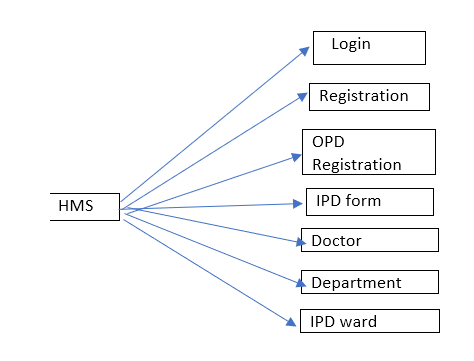 Login
Registration
OPD
Registration
HMS
IPD form
Doctor
Department
IPD ward